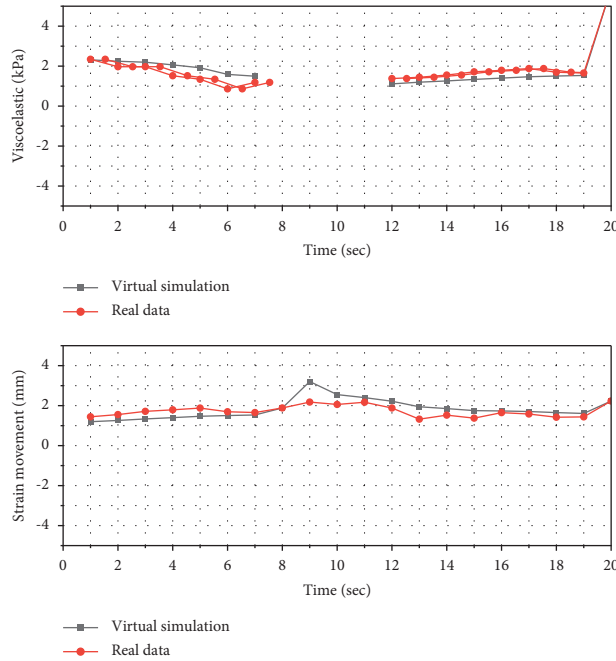 4
2
0
-2
-4
Viscoelastic (kPa)
0 2 4 6 8 10 12 14 16 18 20
Time (sec)
Virtual simulation
Real data
4
2
0
-2
-4
Strain movement (mm)
0 2 4 6 8 10 12 14 16 18 20
Time (sec)
Virtual simulation
Real data